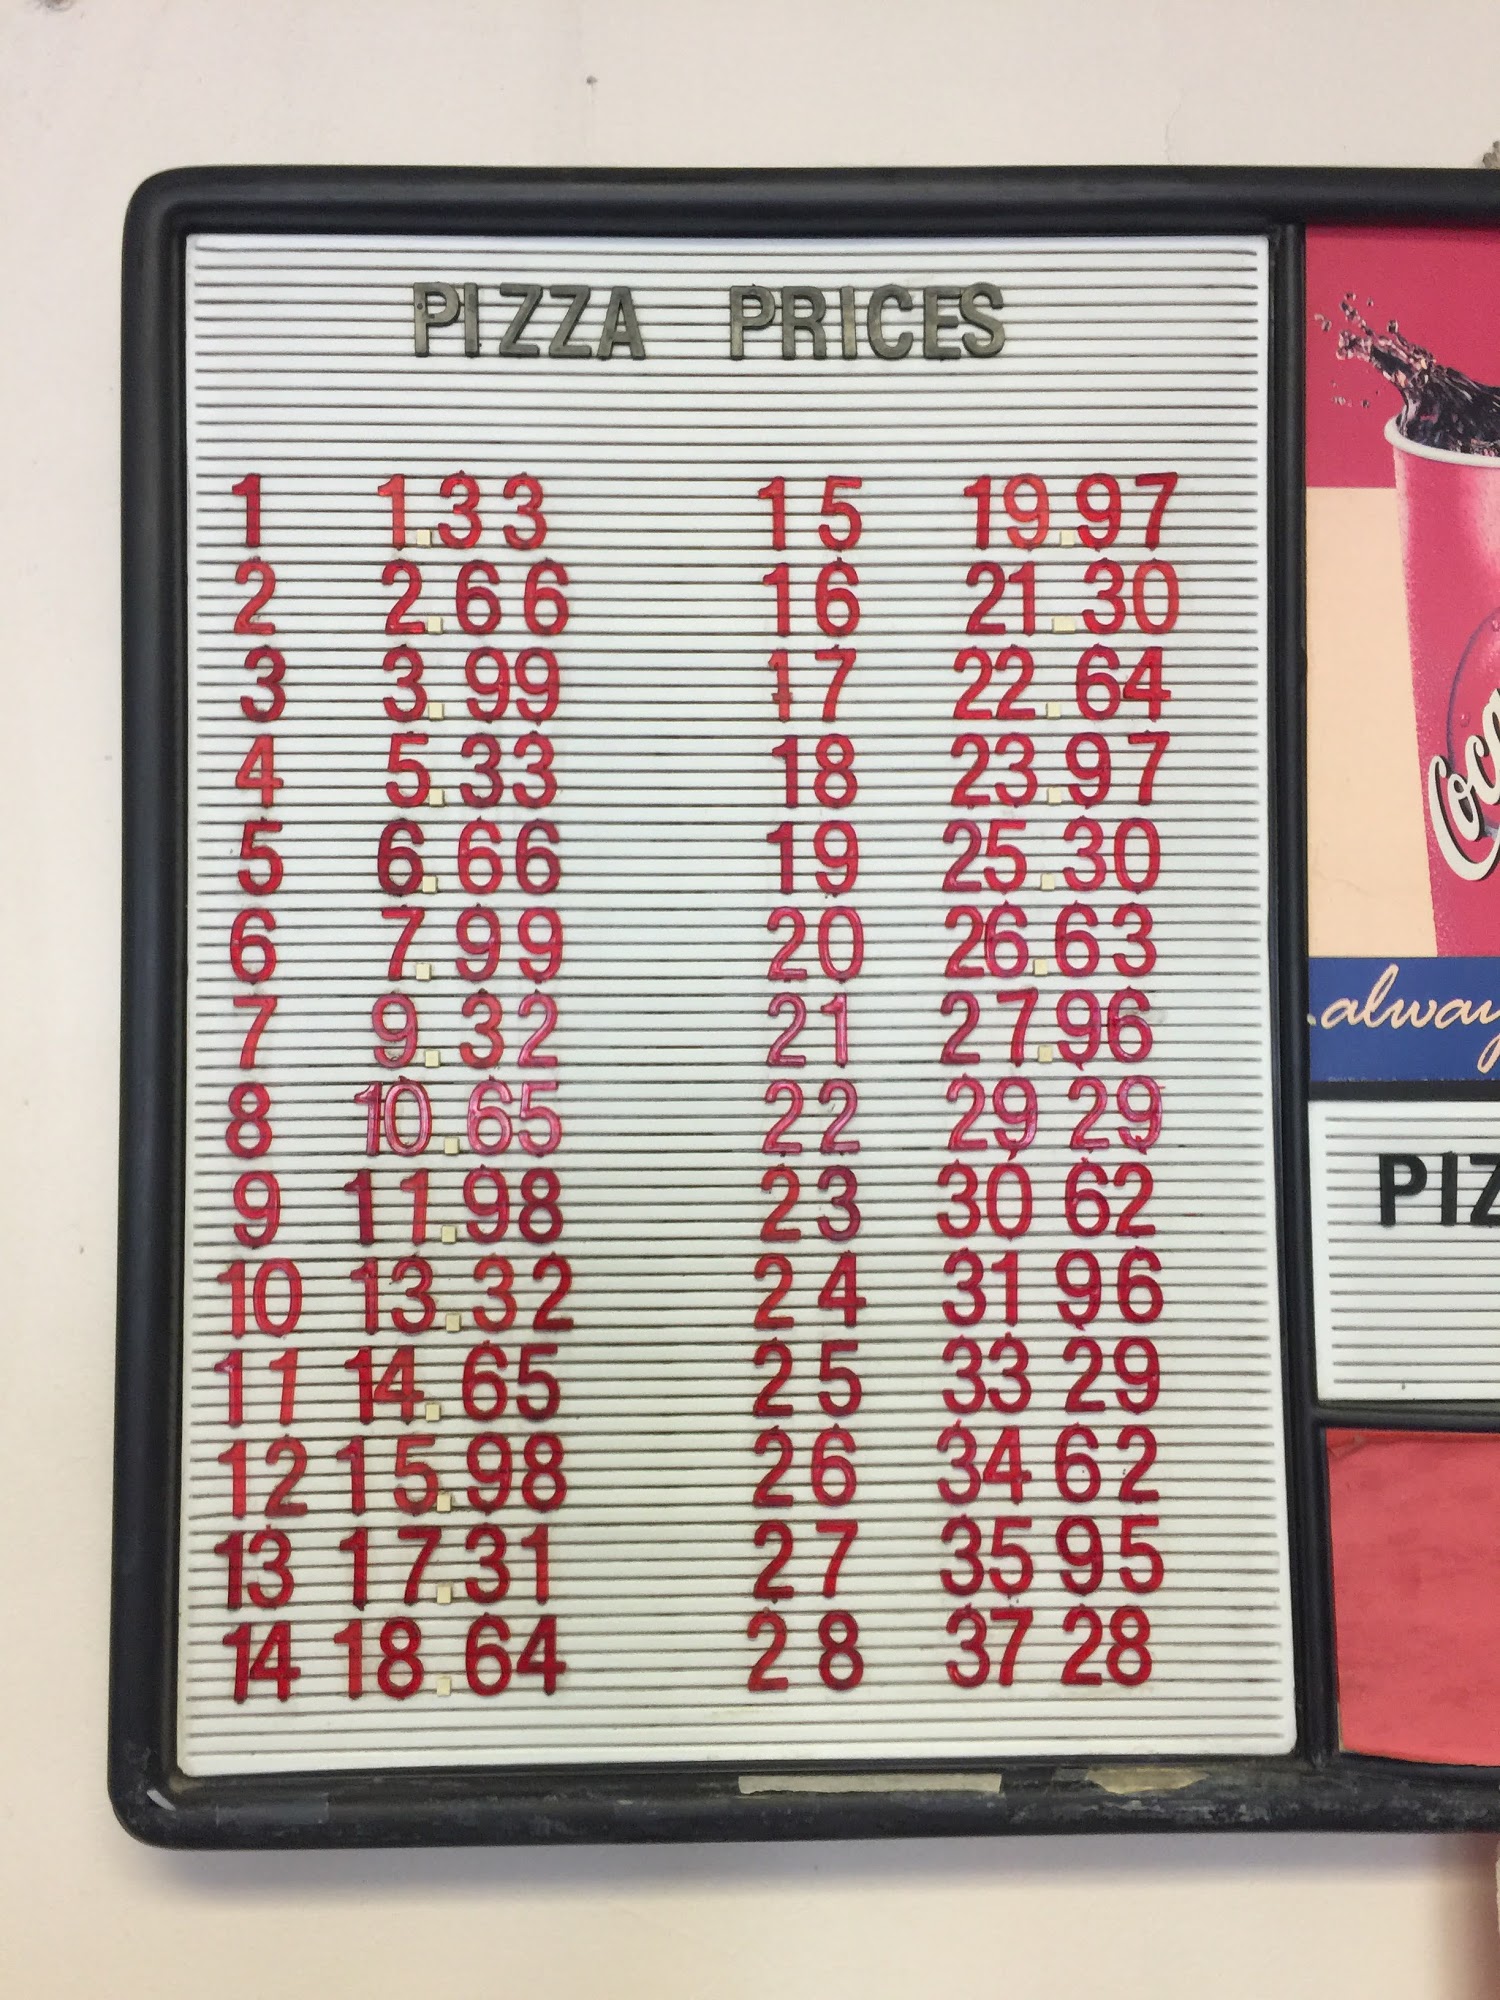 PIZZA PRICES
1 1.33 15 19.97
2 2.66 16 21.30
3 3.99 17 22.64
4 5.33 18 23.97
5 6.66 19 25.30
6 7.99 20 26.63
7 9.32 21 27.96
8 10.65 22 29 29
9 11.98 23 30 62
10 13.32 24 31 96
11 14.65 25 33 29
12 15.98 26 34 62
13 17.31 27 35 95
14 18.64 28 37 28